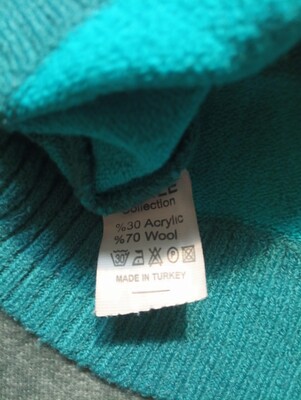 Collection
%30 Acrylic
%70 Wool
30
MADE IN TURKEY